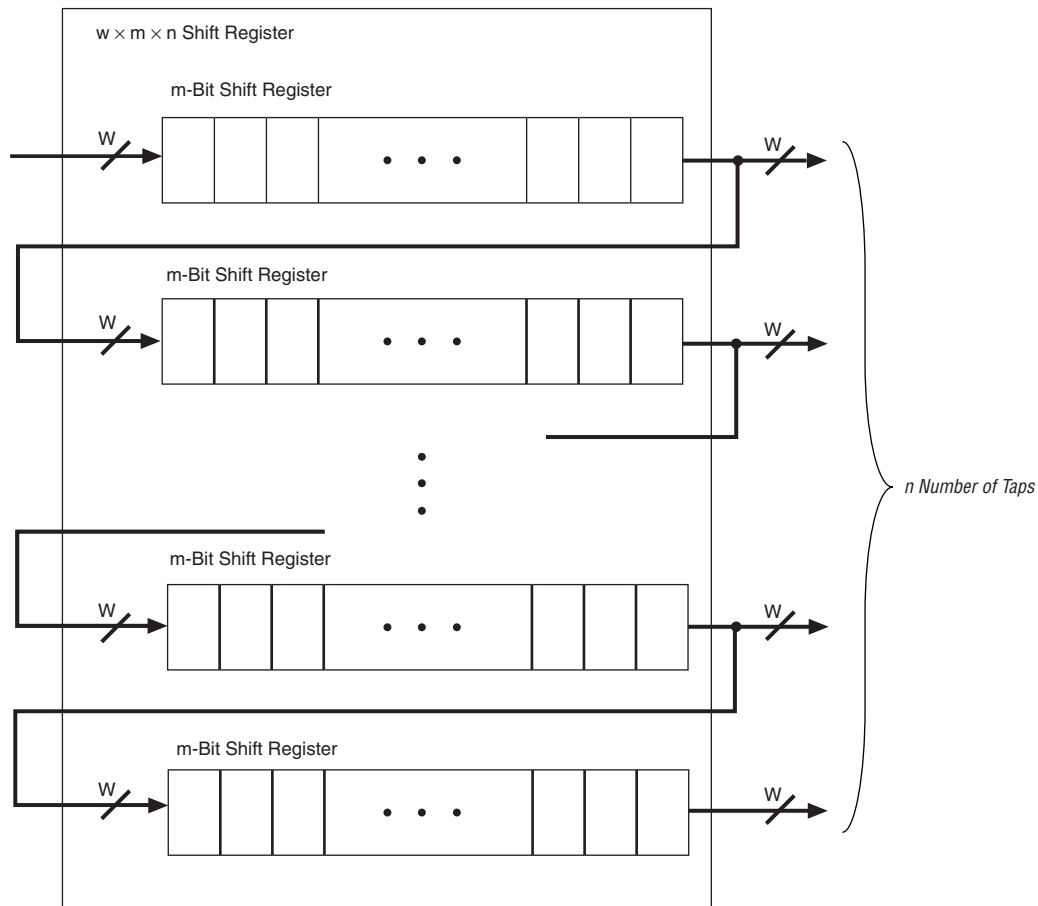 w × m × n Shift Register
m-Bit Shift Register
W
W
m-Bit Shift Register
W
W
n Number of Taps
m-Bit Shift Register
W
W
m-Bit Shift Register
W
W